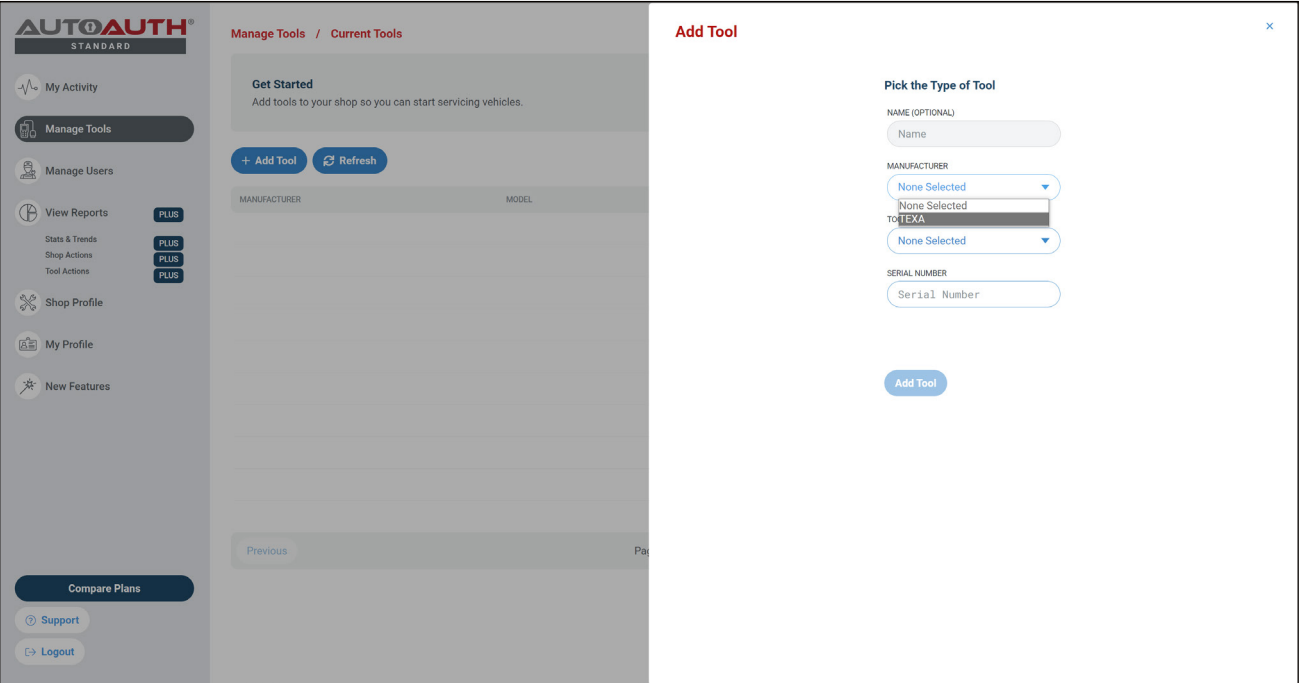 AUTOAUTH®
STANDARD
My Activity
Manage Tools
Manage Users
View Reports PLUS
Stats & Trends PLUS
Shop Actions PLUS
Tool Actions PLUS
Shop Profile
My Profile
New Features
Compare Plans
Support
Logout
Manage Tools / Current Tools
Get Started
Add tools to your shop so you can start servicing vehicles.
+ Add Tool Refresh
MANUFACTURER MODEL
Previous
Add Tool
×
Pick the Type of Tool
NAME (OPTIONAL)
Name
MANUFACTURER
None Selected
None Selected
TEXA
None Selected
SERIAL NUMBER
Serial Number
Add Tool